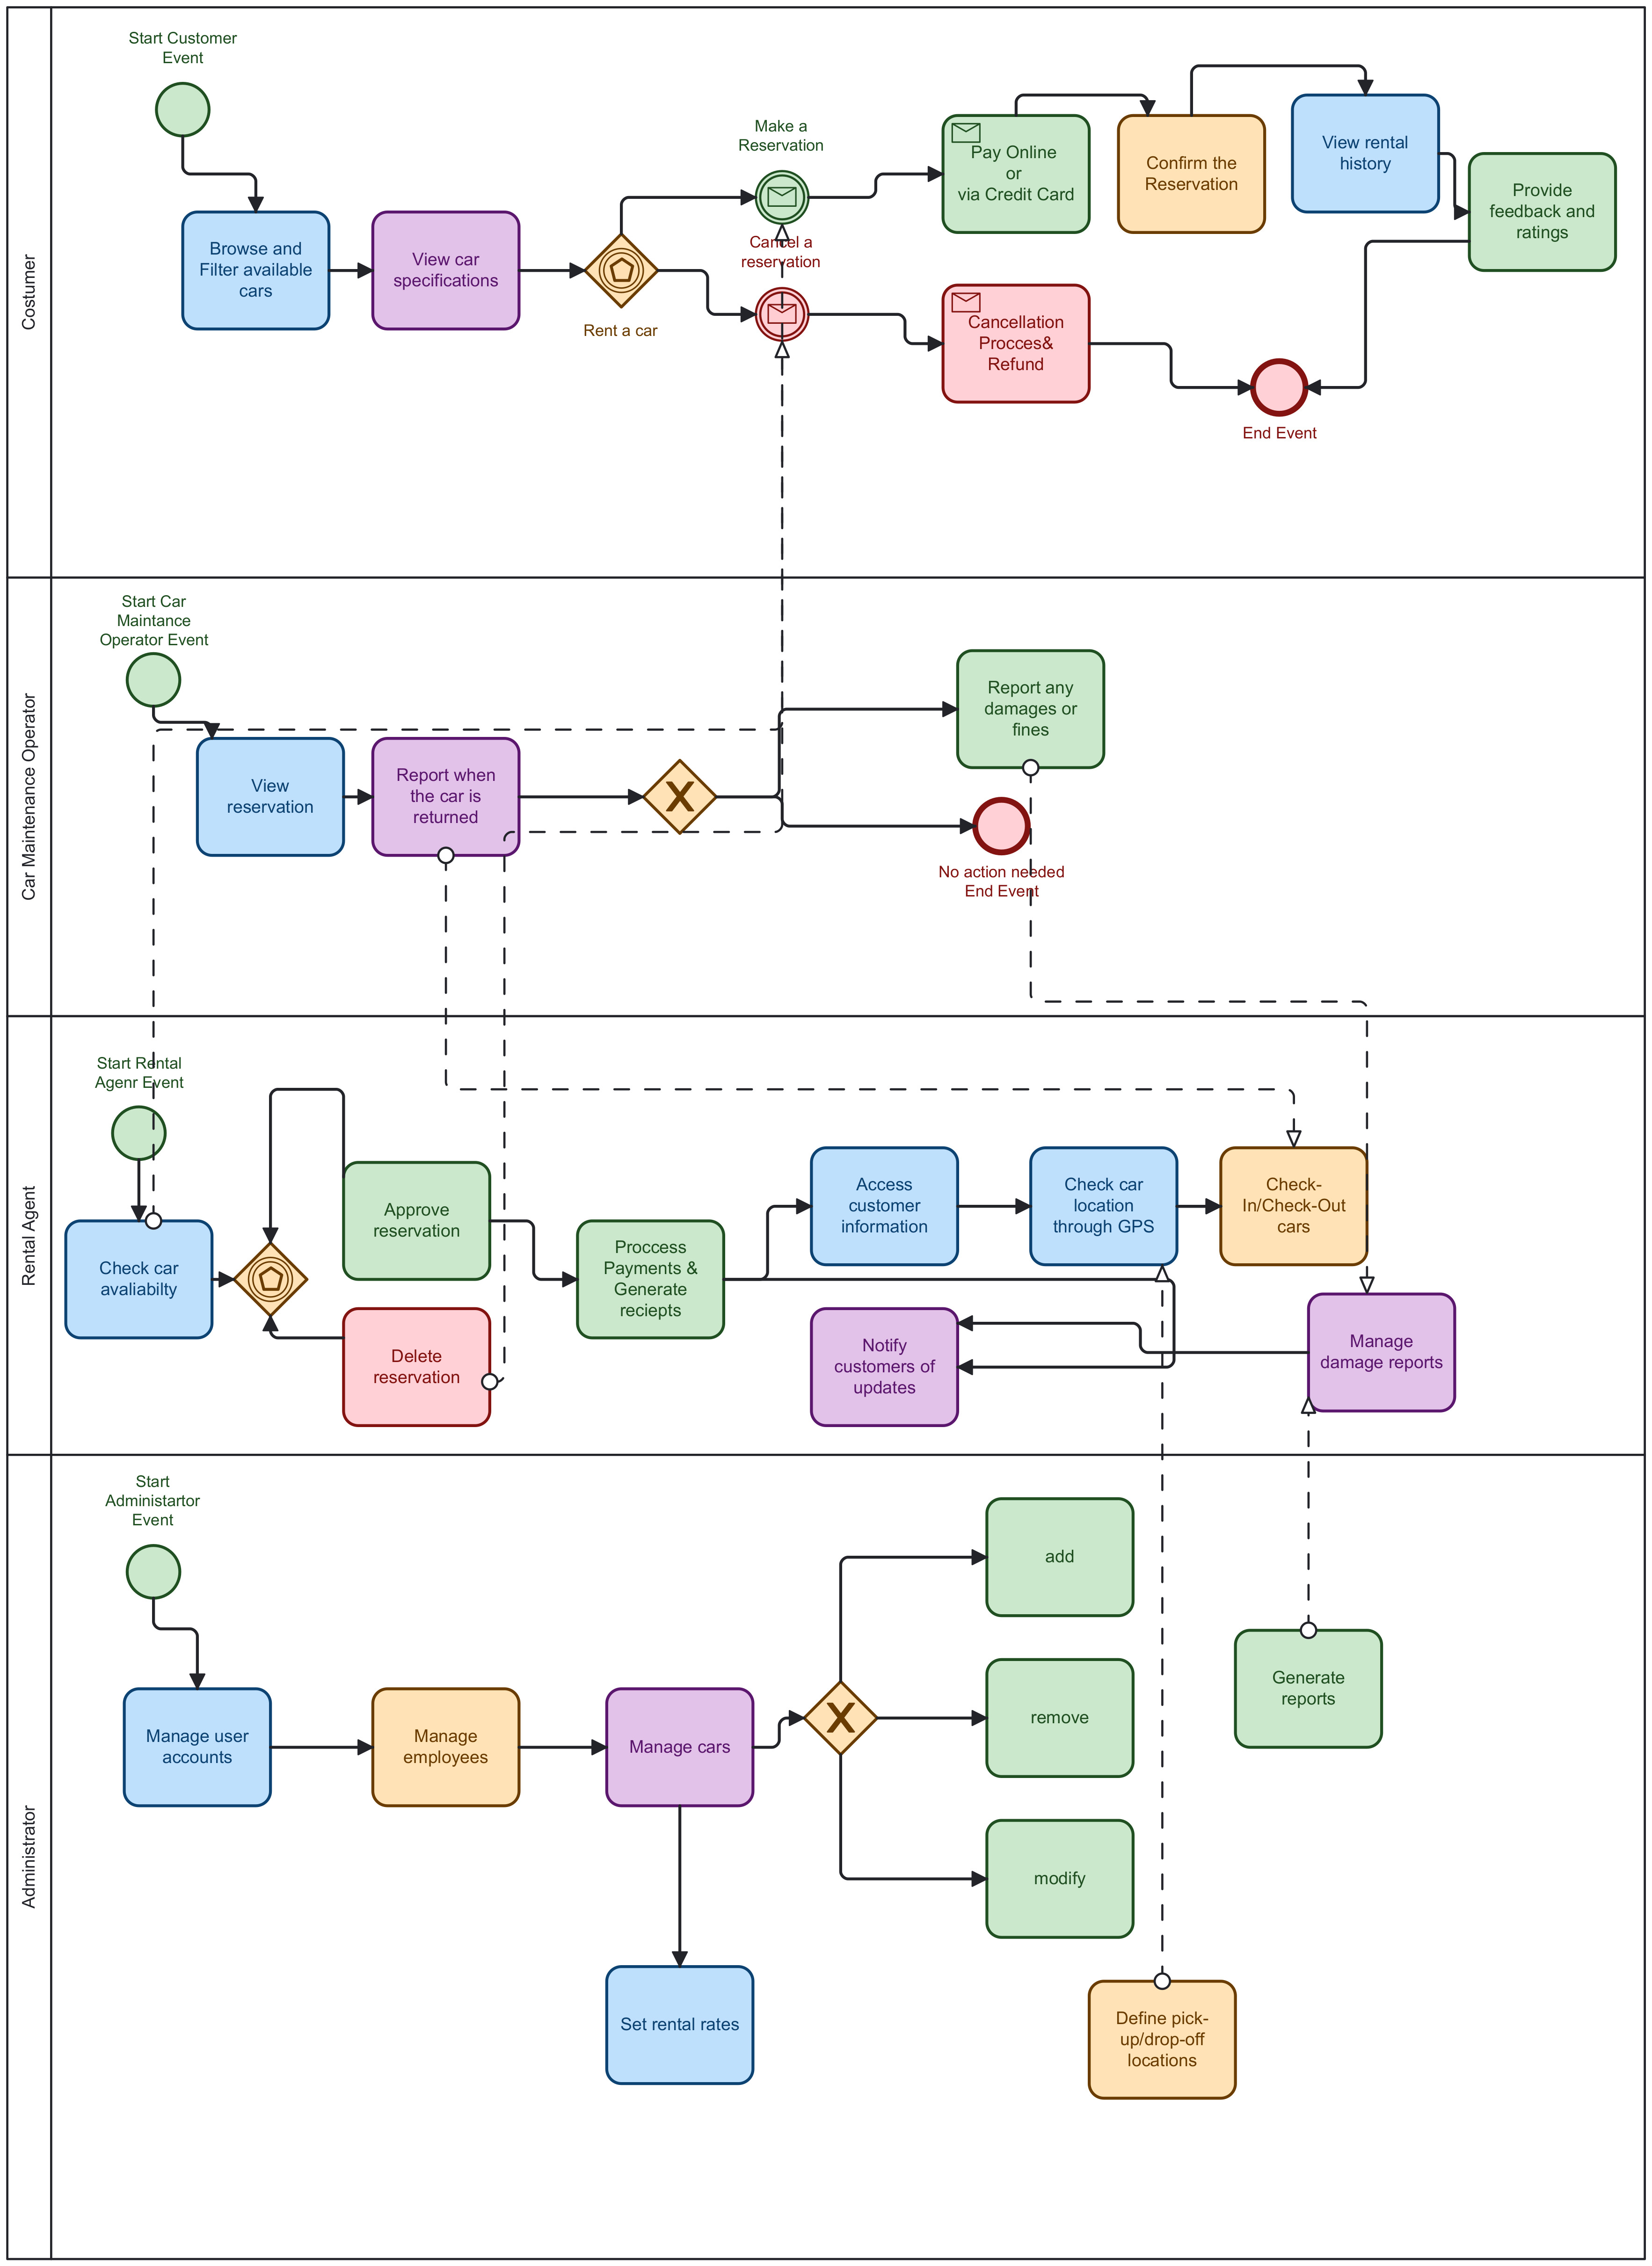 Costumer
Start Customer
Event
Browse and
Filter available
cars
View car
specifications
Rent a car
Make a
Reservation
Cancel a
reservation
Pay Online
or
via Credit Card
Confirm the
Reservation
View rental
history
Provide
feedback and
ratings
Cancellation
Procces&
Refund
End Event
Car Maintenance Operator
Start Car
Maintance
Operator Event
View
reservation
Report when
the car is
returned
X
Report any
damages or
fines
No action needed
End Event
Rental Agent
Start Rental
Agenr Event
Check car
avaliabilty
Approve
reservation
Delete
reservation
Proccess
Payments &
Generate
reciepts
Access
customer
information
Check car
location
through GPS
Check-
In/Check-Out
cars
Notify
customers of
updates
Manage
damage reports
Administrator
Start
Administartor
Event
Manage user
accounts
Manage
employees
Manage cars
X
add
remove
modify
Generate
reports
Set rental rates
Define pick-
up/drop-off
locations